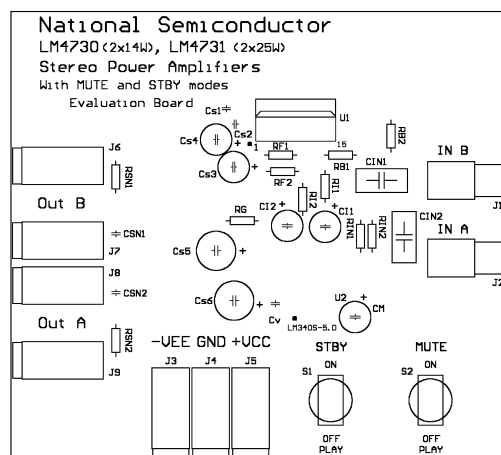 National Semiconductor
LM4730 (2x14W), LM4731 (2x25W)
Stereo Power Amplifiers
With MUTE and STBY modes
Evaluation Board
Cs1
Cs2
U1
Cs4
1
15
RF1
RB1
RB2
Cs3
RF2
CIN1
IN B
J1
J6
RSN1
Out B
CSN1
J7
RG
CI2
RI2
RI1
CI1
RIN1
RIN2
CIN2
IN A
J2
Cs5
J8
CSN2
Cs6
Cv
LM340S-5.0
U2
CM
Out A
RSN2
J9
-VEE GND +VCC
J3
J4
J5
STBY
ON
S1
OFF
PLAY
MUTE
ON
S2
OFF
PLAY